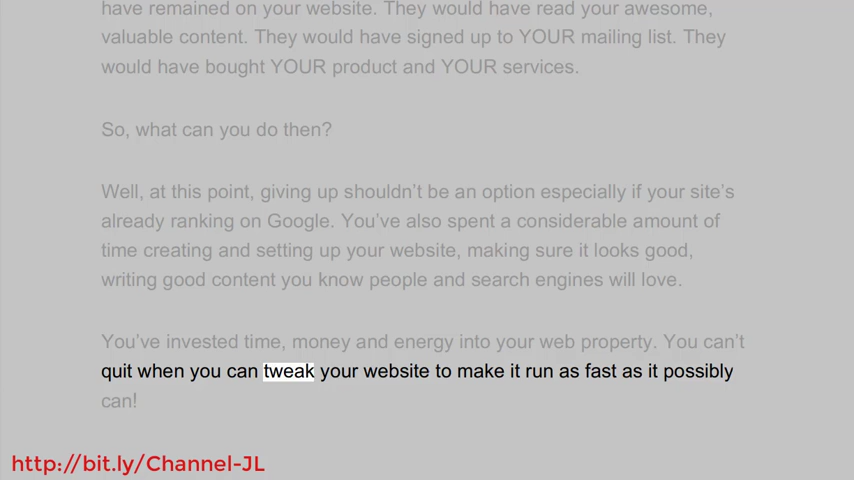 have remained on your website. They would have read your awesome,
valuable content. They would have signed up to YOUR mailing list. They
would have bought YOUR product and YOUR services.
So, what can you do then?
Well, at this point, giving up shouldn’t be an option especially if your site’s
already ranking on Google. You’ve also spent a considerable amount of
time creating and setting up your website, making sure it looks good,
writing good content you know people and search engines will love.
You’ve invested time, money and energy into your web property. You can’t
quit when you can tweak your website to make it run as fast as it possibly
can!
http://bit.ly/Channel-JL